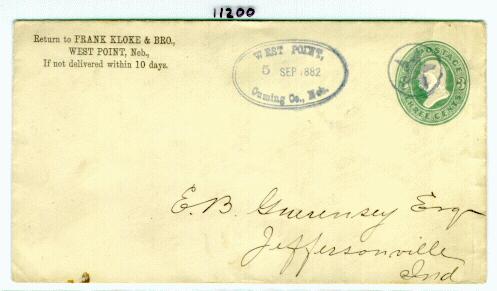 11200
Return to FRANK KLOKE & BRO.,
WEST POINT, Neb.,
If not delivered within 10 days.
WEST POINT,
5 SEP 1882
Cuming Co., Neb.
POSTAGE
THREE CENTS
E. B. Guernsey Esq
Jeffersonville
Ind